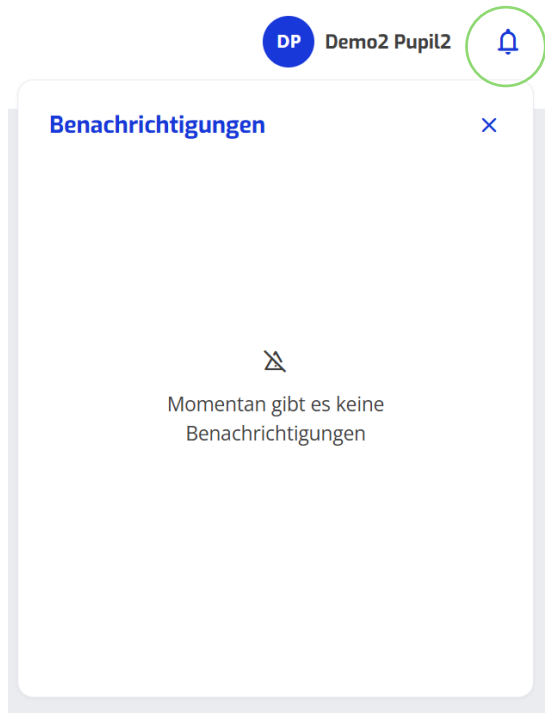 DP Demo2 Pupil2
Benachrichtigungen
Momentan gibt es keine
Benachrichtigungen